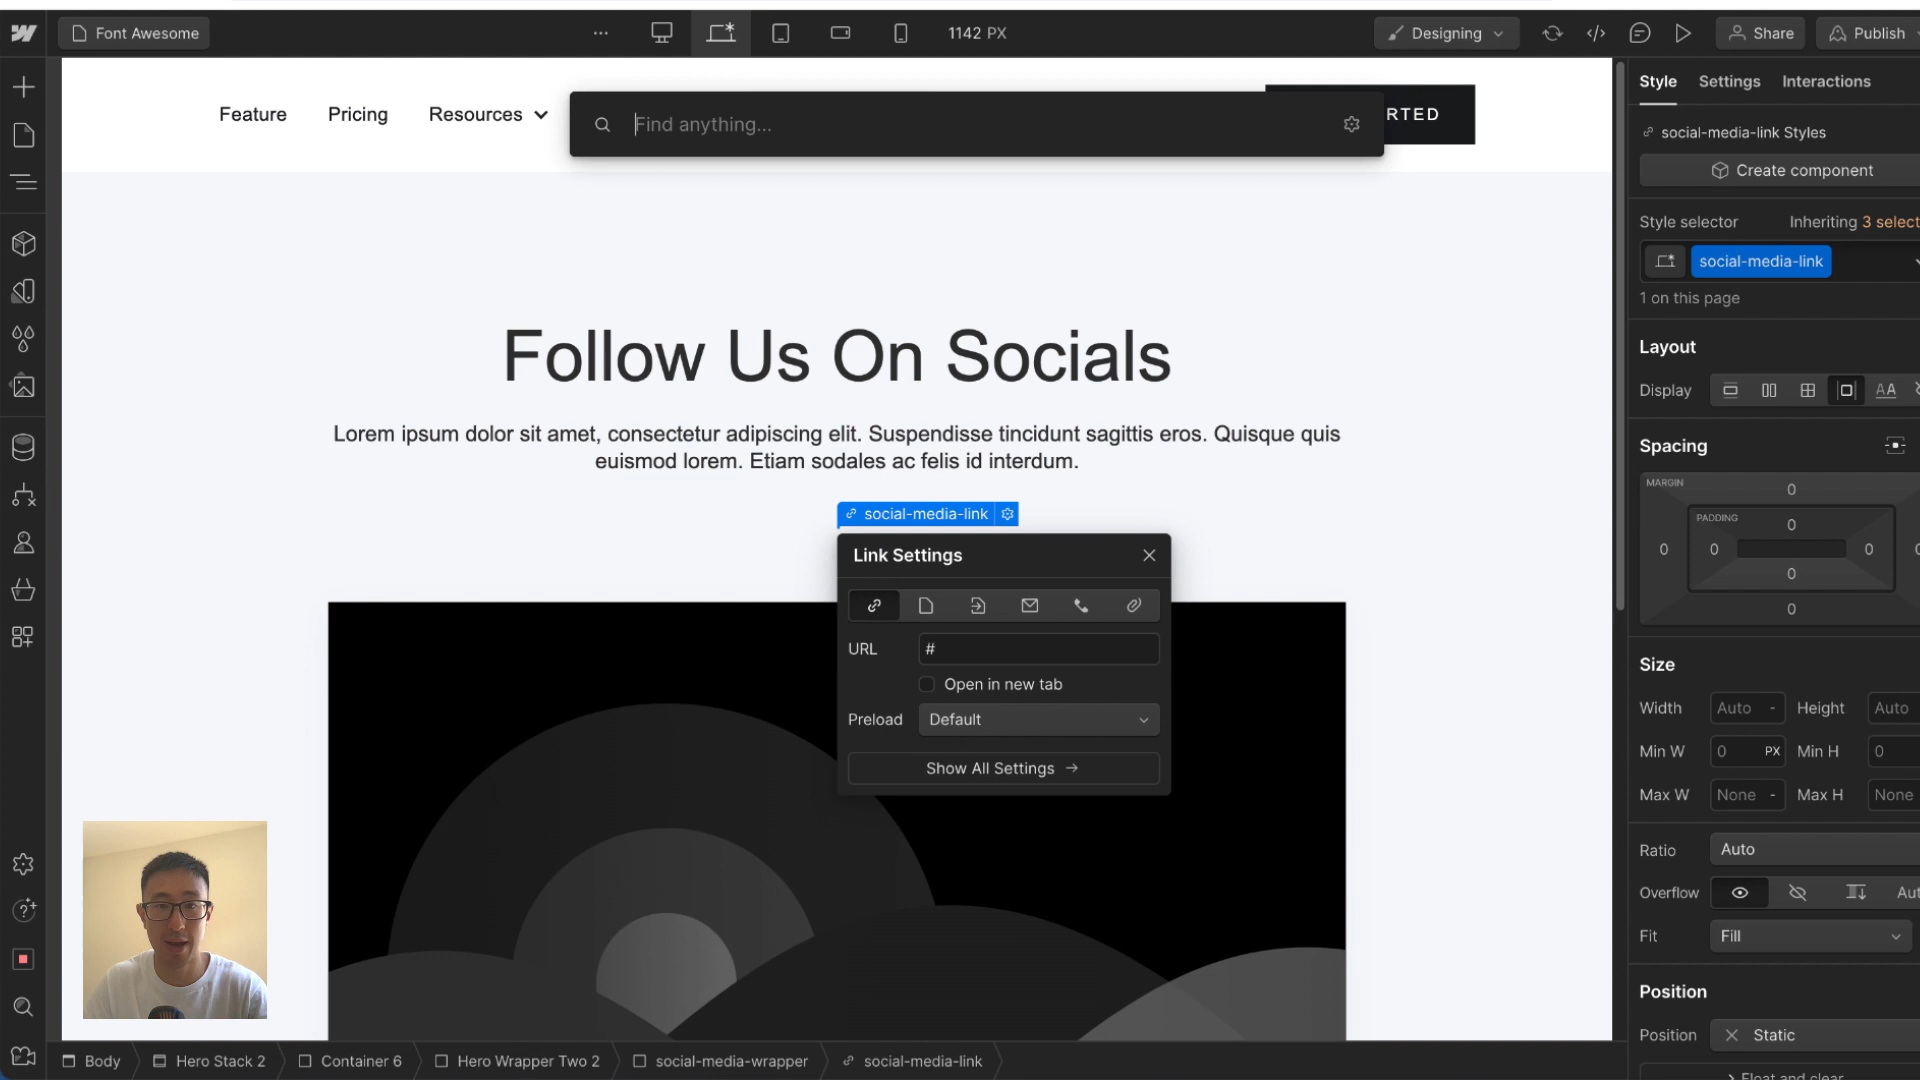 Font Awesome
...
1142 PX
Designing
Share
Publish
Feature
Pricing
Resources
Find anything...
RTED
Follow Us On Socials
Lorem ipsum dolor sit amet, consectetur adipiscing elit. Suspendisse tincidunt sagittis eros. Quisque quis
euismod lorem. Etiam sodales ac felis id interdum.
social-media-link
Link Settings
URL
#
Open in new tab
Preload
Default
Show All Settings
Style
Settings
Interactions
social-media-link Styles
Create component
Style selector
Inheriting 3 select
social-media-link
1 on this page
Layout
Display
AA
Spacing
MARGIN
0
PADDING
0
0
0
0
0
0
0
Size
Width
Auto
-
Height
Auto
Min W
0
PX
Min H
0
Max W
None
-
Max H
None
Ratio
Auto
Overflow
Aut
Fit
Fill
Position
Position
Static
Float and clear
Body
Hero Stack 2
Container 6
Hero Wrapper Two 2
social-media-wrapper
social-media-link